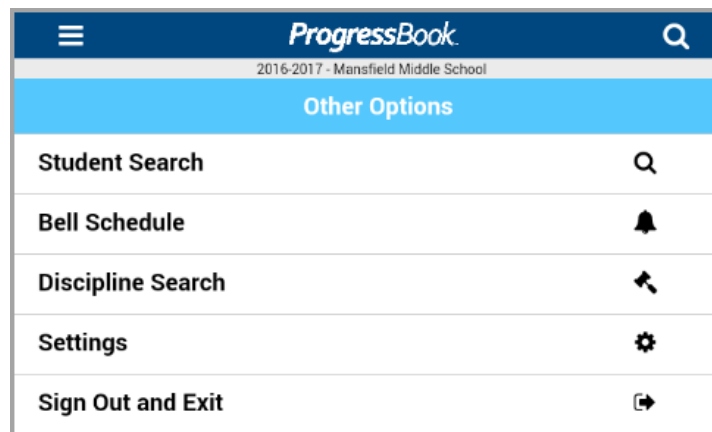 ProgressBook
2016-2017 - Mansfield Middle School
Other Options
Student Search
Bell Schedule
Discipline Search
Settings
Sign Out and Exit